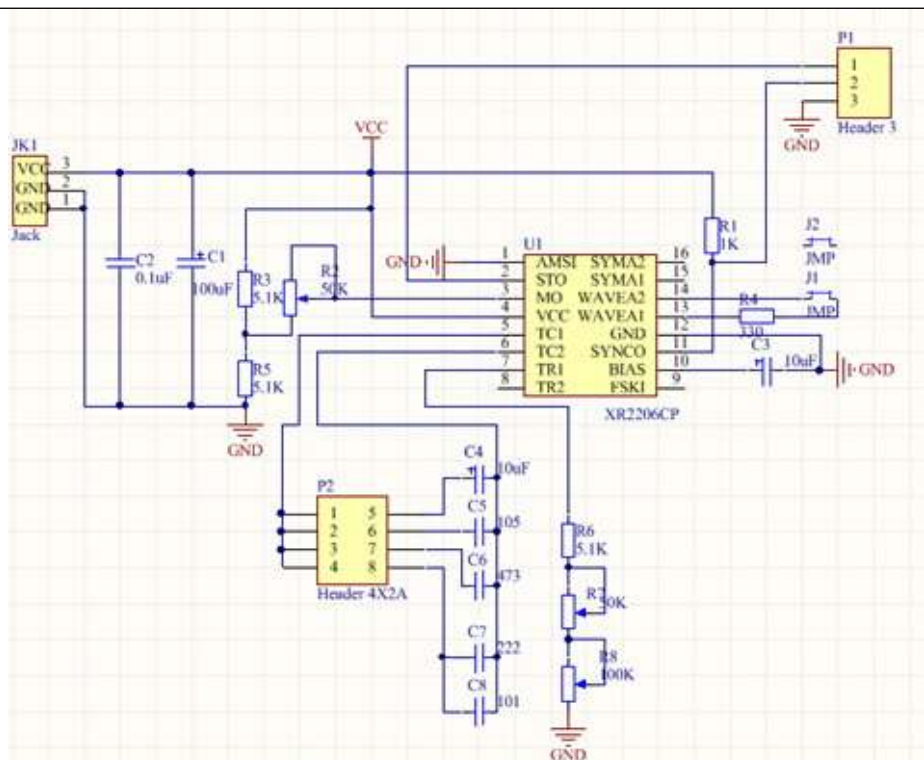 P1
1
2
3
Header 3
GND
VCC
JK1
VCC 3
GND 2
GND 1
Jack
C2
0.1uF
C1
100uF
R3
5.1K
R2
50K
R5
5.1K
GND
GND
R1
1K
J2
JMP
J1
JMP
U1
1 AMSI SYMA2 16
2 STO SYMA1 15
3 MO WAVEA2 14
4 VCC WAVEA1 13
5 TC1 GND 12
6 TC2 SYNCO 11
7 TR1 BIAS 10
8 TR2 FSKI 9
XR2206CP
R4
330
C3
10uF
GND
P2
1 5
2 6
3 7
4 8
Header 4X2A
C4
10uF
C5
105
C6
473
C7
222
C8
101
R6
5.1K
R7
50K
R8
100K
GND